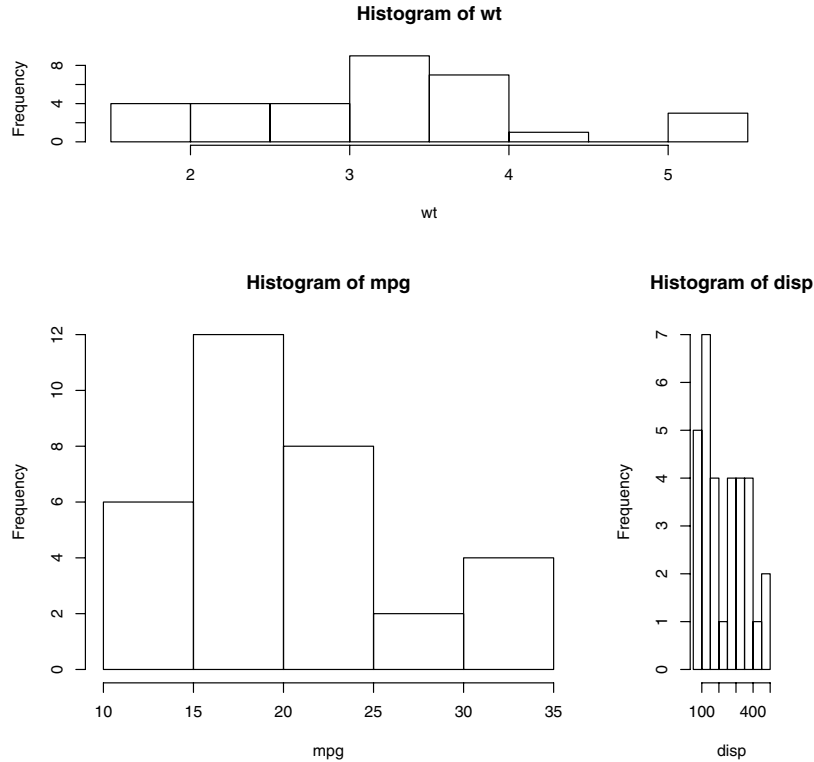 Histogram of wt
Frequency
0 4 8
2 3 4 5
wt
Histogram of mpg
Frequency
0 2 4 6 8 10 12
10 15 20 25 30 35
mpg
Histogram of disp
Frequency
0 1 2 3 4 5 6 7
100 400
disp